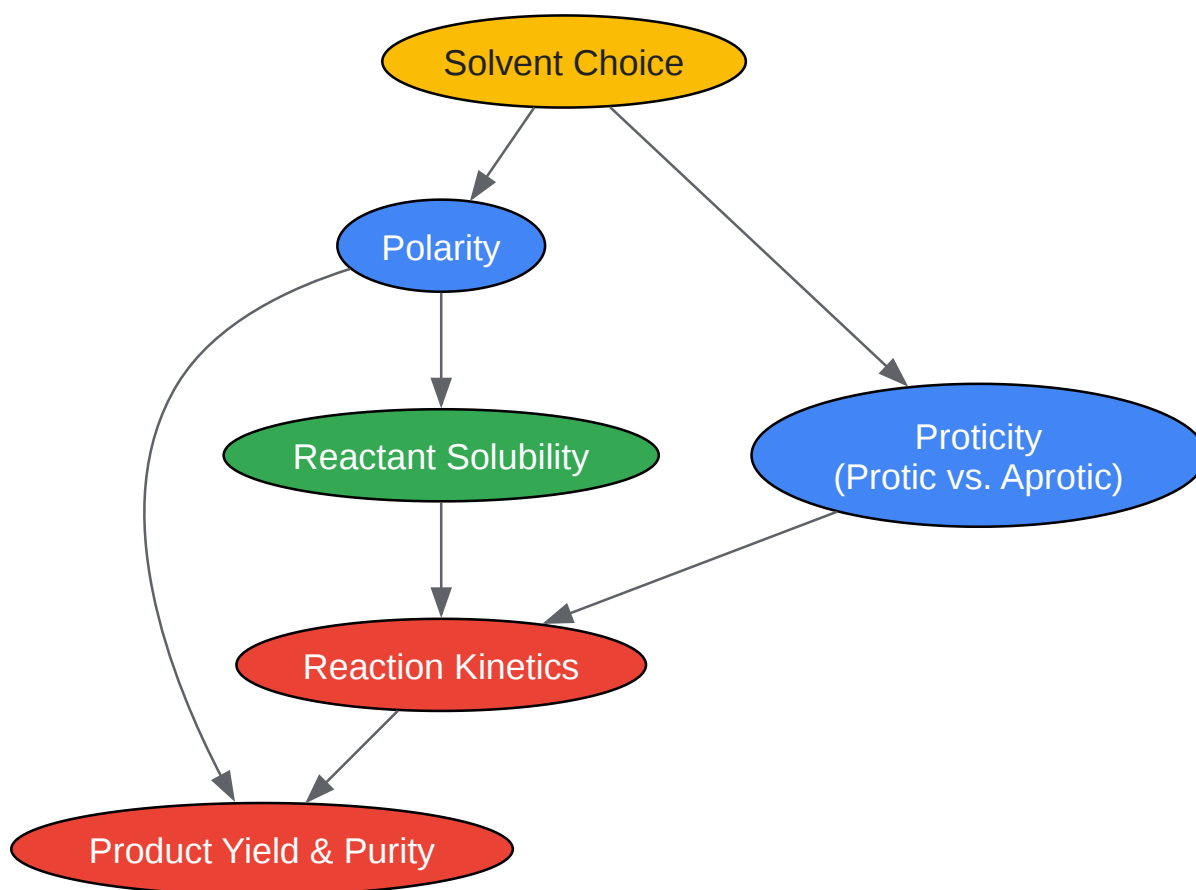 Solvent Choice
Polarity
Reactant Solubility
Proticity
(Protic vs. Aprotic)
Reaction Kinetics
Product Yield & Purity